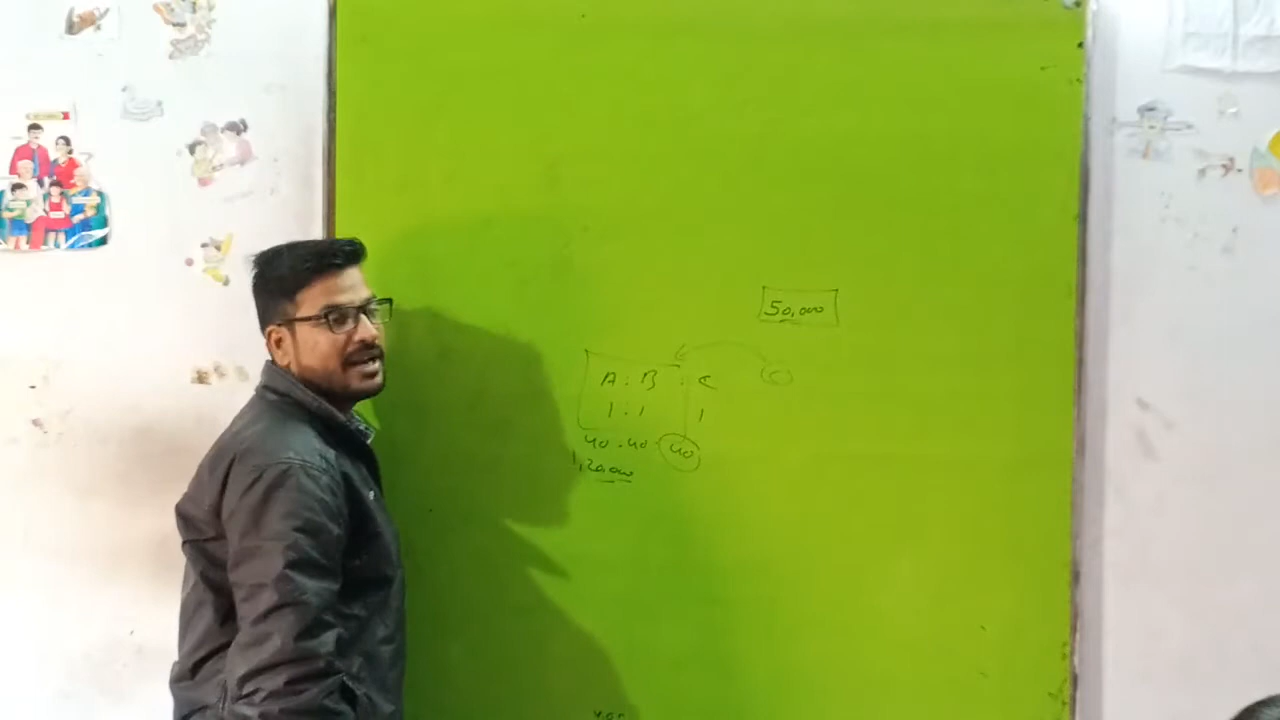 50,000
C
A : B : C
1 : 1 1
40 : 40 40
1,20,000